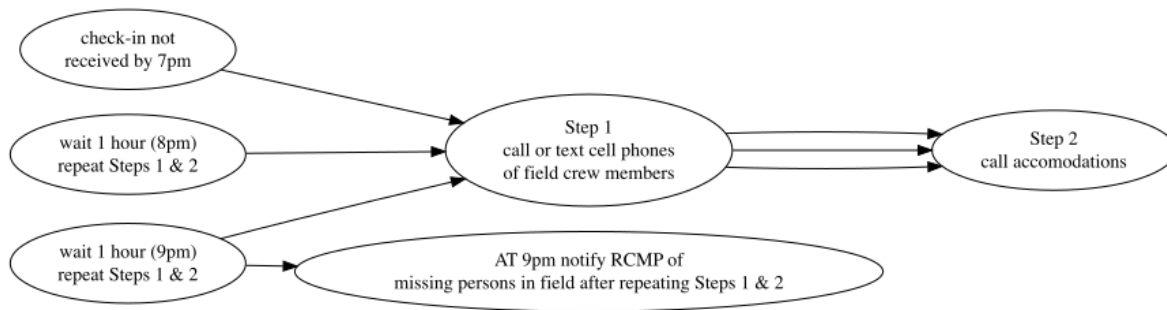 check-in not
received by 7pm
wait 1 hour (8pm)
repeat Steps 1 & 2
wait 1 hour (9pm)
repeat Steps 1 & 2
Step 1
call or text cell phones
of field crew members
AT 9pm notify RCMP of
missing persons in field after repeating Steps 1 & 2
Step 2
call accomodations